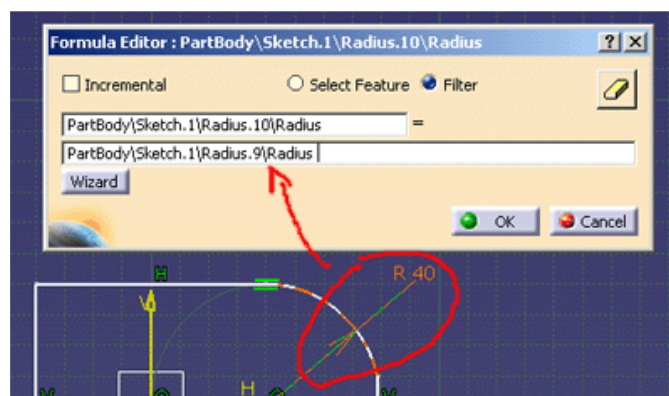 Formula Editor : PartBody\Sketch.1\Radius.10\Radius
Incremental Select Feature Filter
PartBody\Sketch.1\Radius.10\Radius =
PartBody\Sketch.1\Radius.9\Radius
Wizard
OK Cancel
R 40
H
V
H
V V